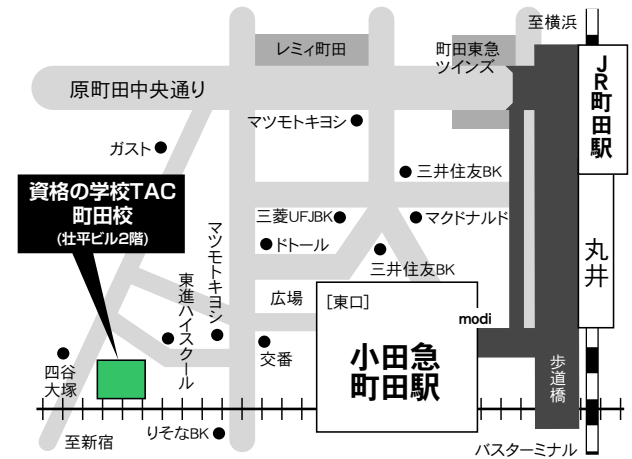 至横浜
レミィ町田
町田東急
ツインズ
原町田中央通り
JR町田駅
マツモトキヨシ
ガスト
三井住友BK
資格の学校TAC
町田校
(壮平ビル2階)
三菱UFJBK
マクドナルド
マツモトキヨシ
ドトール
丸井
三井住友BK
東進ハイスクール
広場
[東口]
modi
小田急
町田駅
交番
四谷
大塚
歩道橋
至新宿
りそなBK
バスターミナル